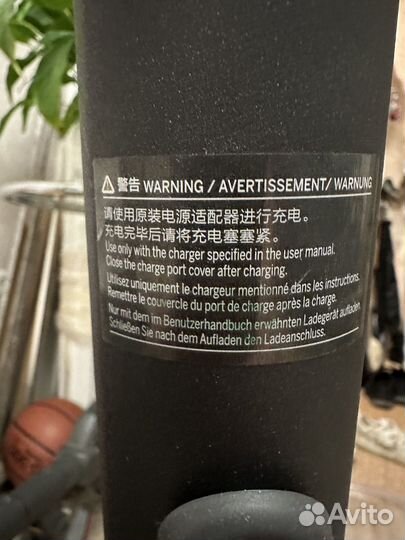 ⚠ 警告 WARNING / AVERTISSEMENT/ WARNUNG
请使用原装电源适配器进行充电。
充电完毕后请将充电塞塞紧。
Use only with the charger specified in the user manual.
Close the charge port cover after charging.
Utilisez uniquement le chargeur mentionné dans les instructions.
Remettre le couvercle du port de charge après la charge.
Nur mit dem im Benutzerhandbuch erwähnten Ladegerät aufladen.
Schließen Sie nach dem Aufladen den Ladeanschluss.
Avito